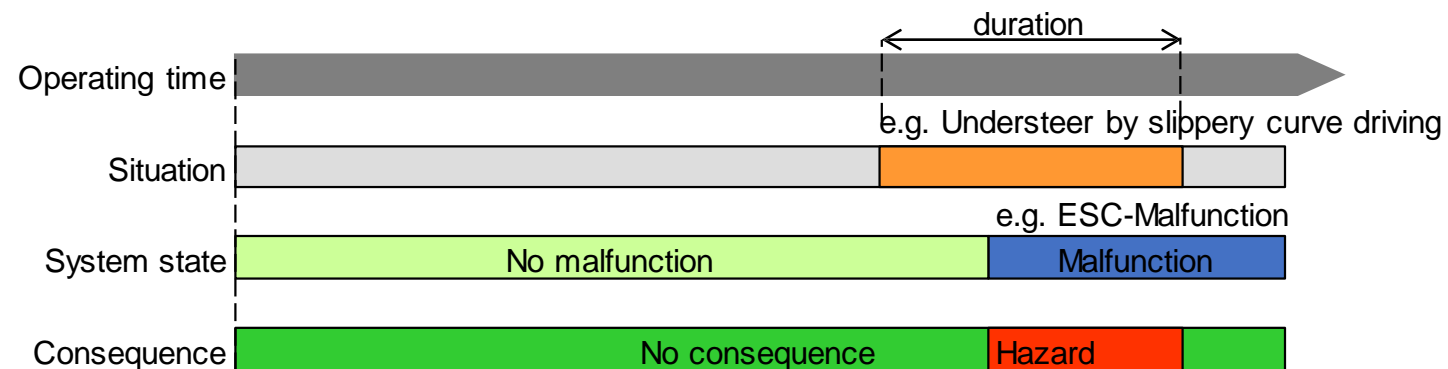 duration
Operating time
e.g. Understeer by slippery curve driving
Situation
e.g. ESC-Malfunction
System state No malfunction Malfunction
Consequence No consequence Hazard